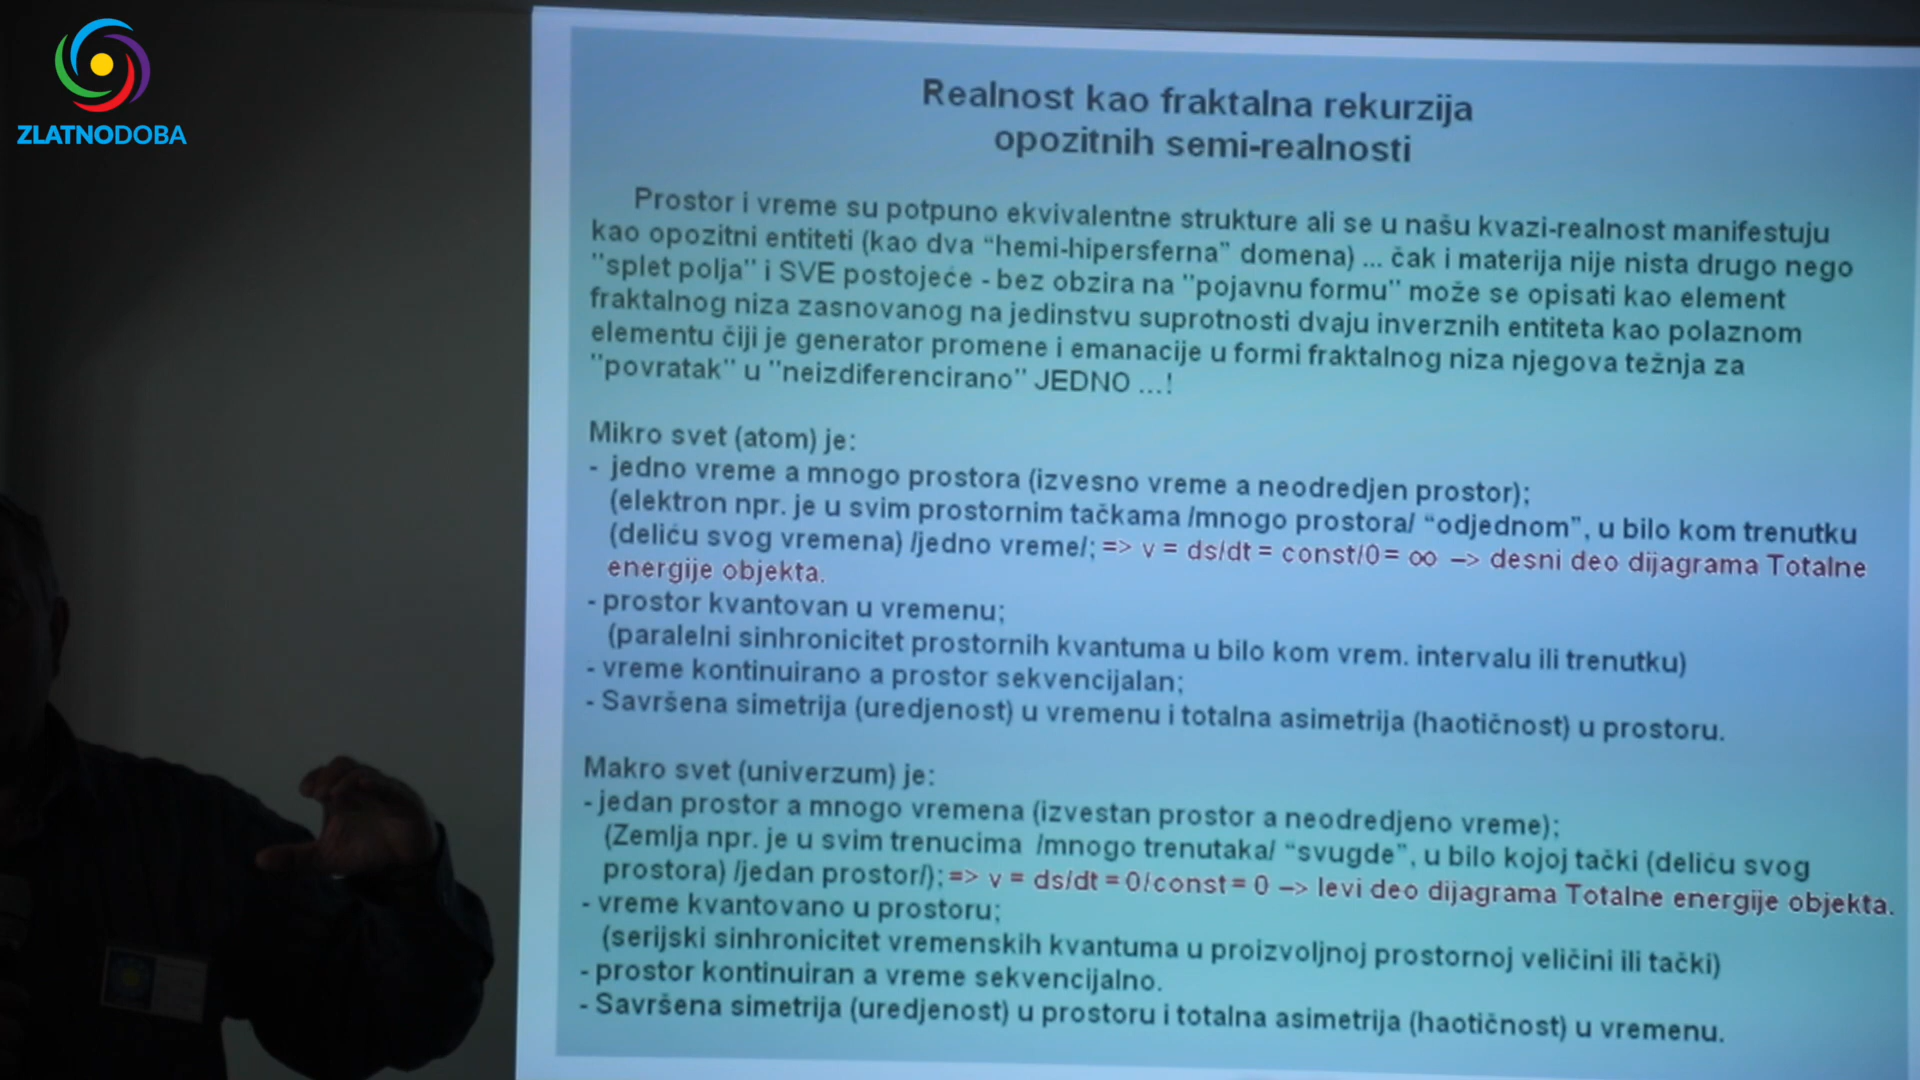 ZLATNODOBA
Realnost kao fraktalna rekurzija
opozitnih semi-realnosti
Prostor i vreme su potpuno ekvivalentne strukture ali se u našu kvazi-realnost manifestuju
kao opozitni entiteti (kao dva “hemi-hipersferna” domena) ... čak i materija nije nista drugo nego
"splet polja" i SVE postojeće - bez obzira na "pojavnu formu" može se opisati kao element
fraktalnog niza zasnovanog na jedinstvu suprotnosti dvaju inverznih entiteta kao polaznom
elementu čiji je generator promene i emanacije u formi fraktalnog niza njegova težnja za
"povratak" u "neizdiferencirano" JEDNO ...!
Mikro svet (atom) je:
- jedno vreme a mnogo prostora (izvesno vreme a neodredjen prostor);
(elektron npr. je u svim prostornim tačkama /mnogo prostora/ “odjednom”, u bilo kom trenutku
(deliću svog vremena) /jedno vreme/; => v = ds/dt = const/0= ∞ –> desni deo dijagrama Totalne
energije objekta.
- prostor kvantovan u vremenu;
(paralelni sinhronicitet prostornih kvantuma u bilo kom vrem. intervalu ili trenutku)
- vreme kontinuirano a prostor sekvencijalan;
- Savršena simetrija (uredjenost) u vremenu i totalna asimetrija (haotičnost) u prostoru.
Makro svet (univerzum) je:
- jedan prostor a mnogo vremena (izvestan prostor a neodredjeno vreme);
(Zemlja npr. je u svim trenucima /mnogo trenutaka/ “svugde”, u bilo kojoj tački (deliću svog
prostora) /jedan prostor/); => v = ds/dt = 0/const = 0 –> levi deo dijagrama Totalne energije objekta.
- vreme kvantovano u prostoru;
(serijski sinhronicitet vremenskih kvantuma u proizvoljnoj prostornoj veličini ili tački)
- prostor kontinuiran a vreme sekvencijalno.
- Savršena simetrija (uredjenost) u prostoru i totalna asimetrija (haotičnost) u vremenu.